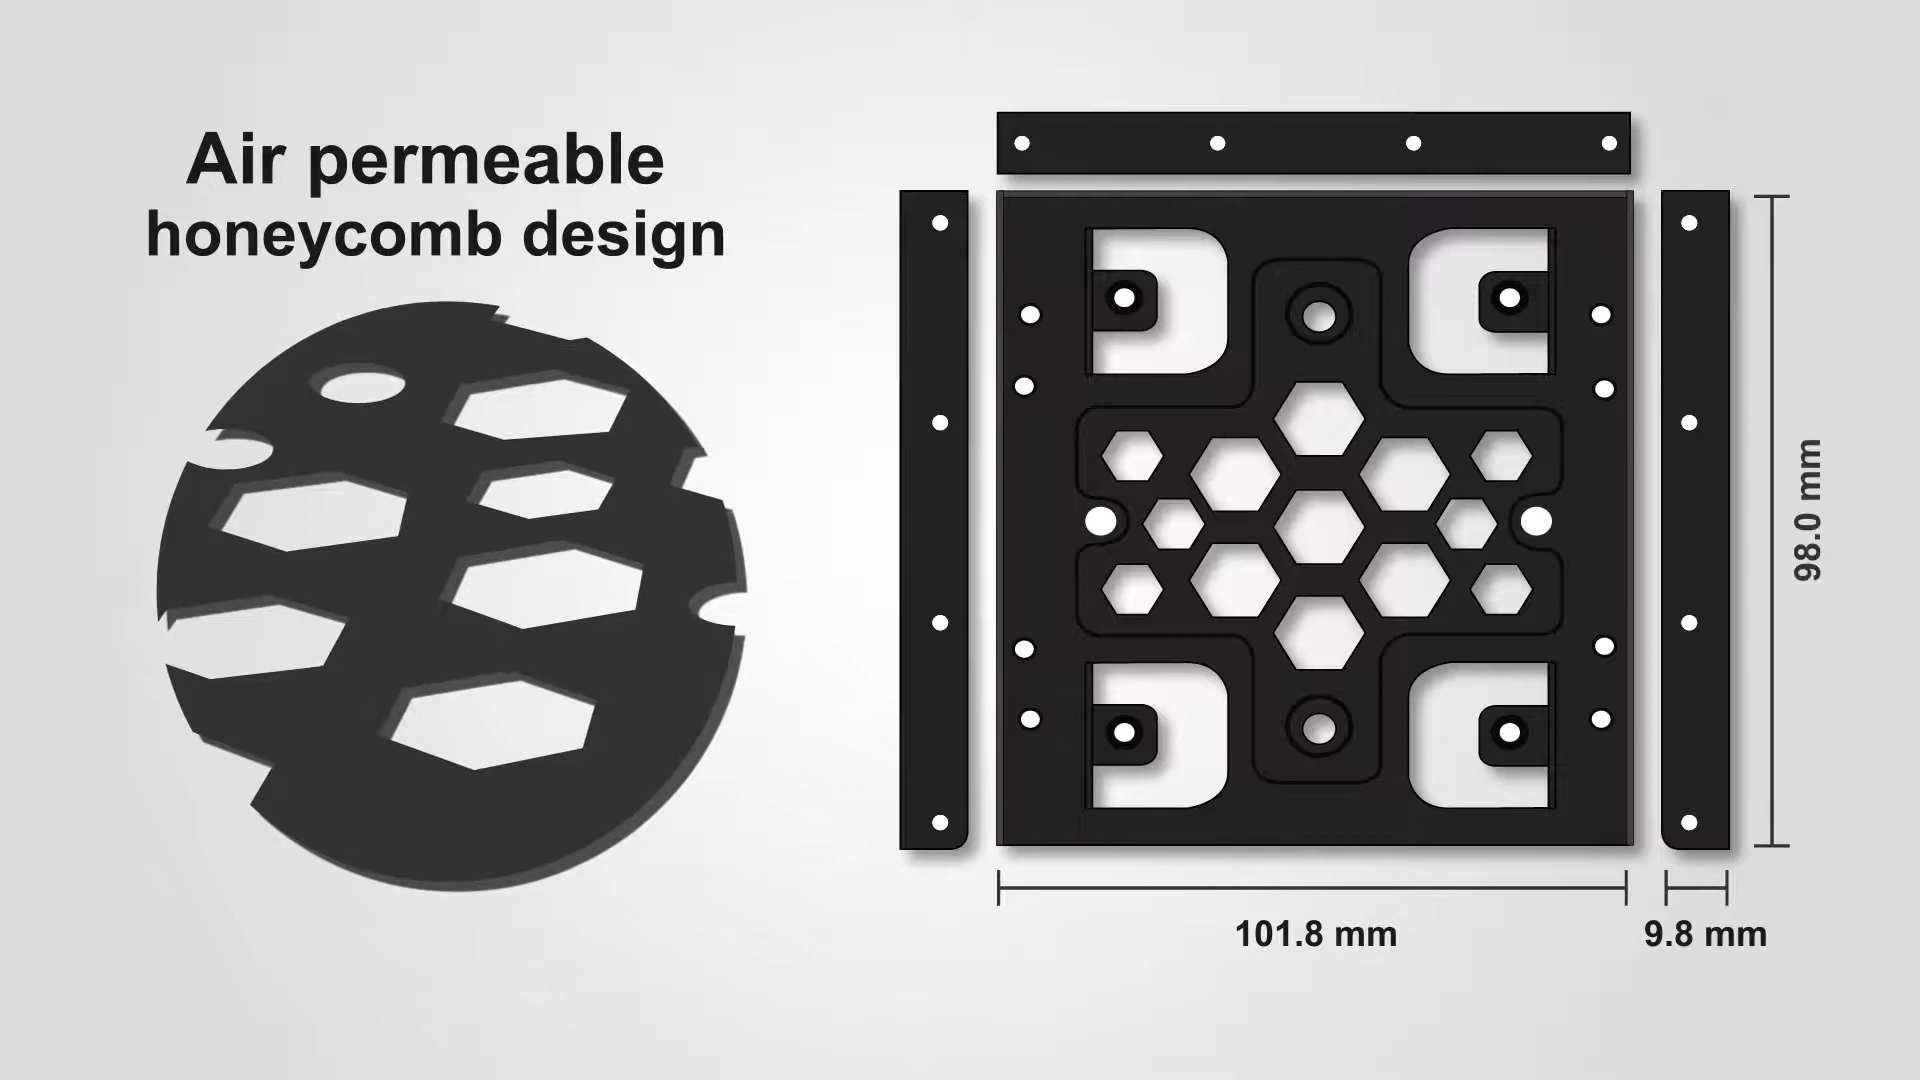 Air permeable
honeycomb design
98.0 mm
101.8 mm
9.8 mm